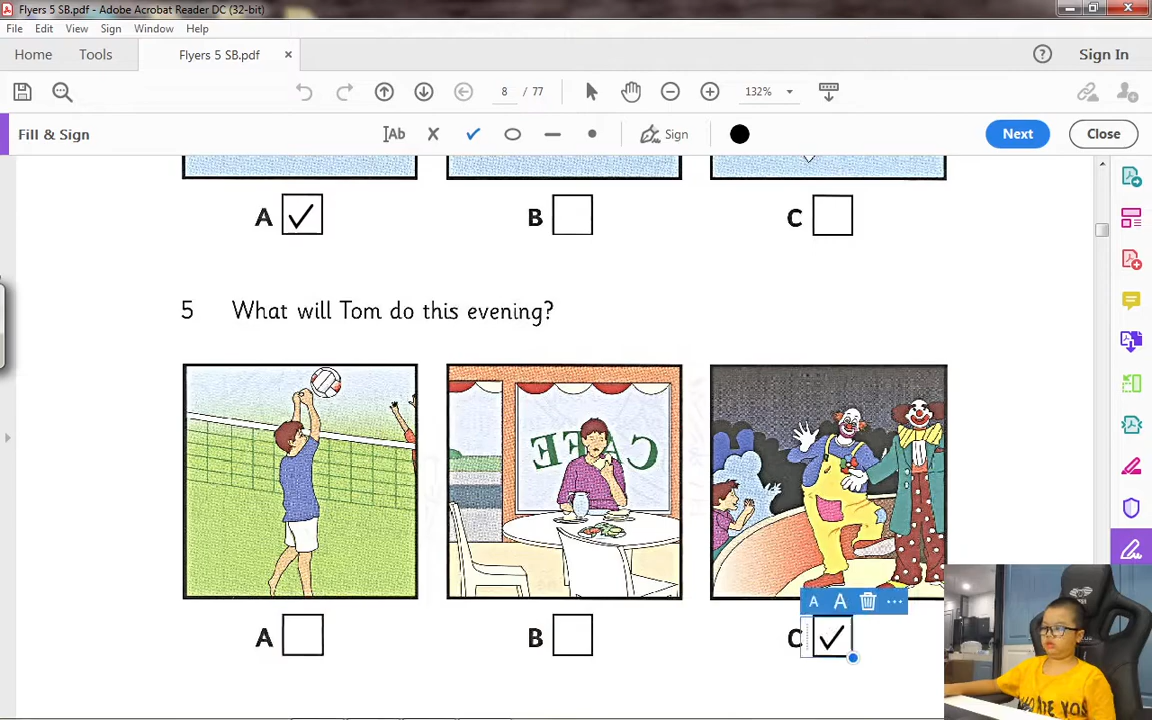 Flyers 5 SB.pdf - Adobe Acrobat Reader DC (32-bit)
File Edit View Sign Window Help
Home Tools Flyers 5 SB.pdf × Sign In
8 / 77 132%
Fill & Sign Ab Sign Next Close
A B C
5 What will Tom do this evening?
CAFE
A A
A B C